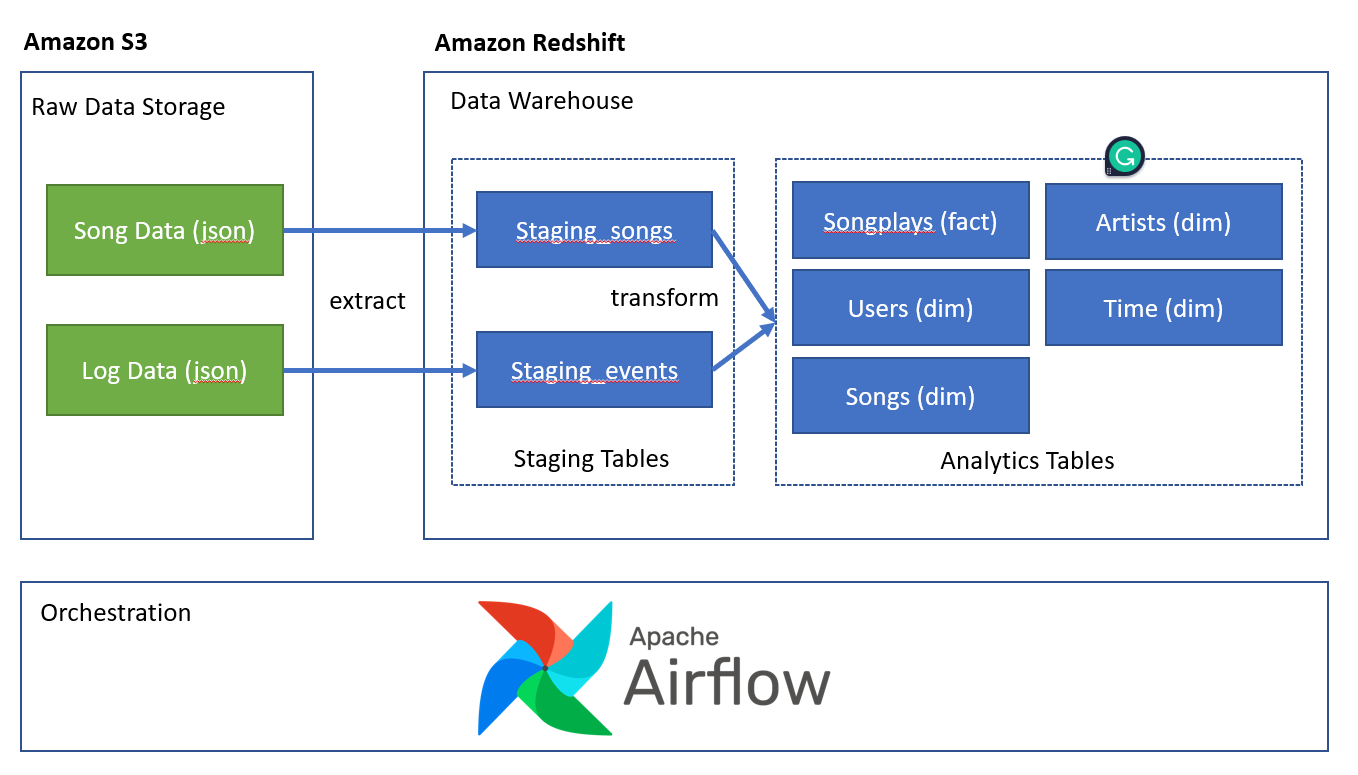 Amazon S3
Amazon Redshift
Raw Data Storage
Data Warehouse
Song Data (json)
Staging_songs
Songplays (fact)
Artists (dim)
extract
transform
Users (dim)
Time (dim)
Log Data (json)
Staging_events
Songs (dim)
Staging Tables
Analytics Tables
Orchestration
Apache
Airflow